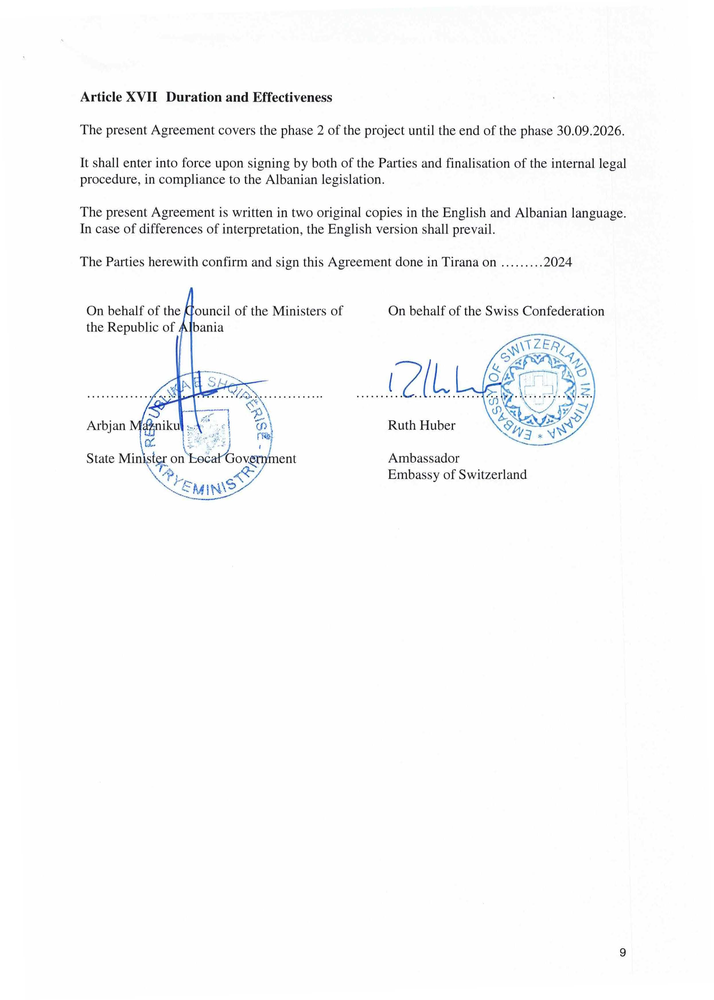 Article XVII Duration and Effectiveness
The present Agreement covers the phase 2 of the project until the end of the phase 30.09.2026.
It shall enter into force upon signing by both of the Parties and finalisation of the internal legal
procedure, in compliance to the Albanian legislation.
The present Agreement is written in two original copies in the English and Albanian language.
In case of differences of interpretation, the English version shall prevail.
The Parties herewith confirm and sign this Agreement done in Tirana on .........2024
On behalf of the Council of the Ministers of
the Republic of Albania
On behalf of the Swiss Confederation
REPUBLIKA E SHQIPËRISË - KRYEMINISTRIA
EMBASSY OF SWITZERLAND IN TIRANA *
Arbjan Mazniku
State Minister on Local Government
Ruth Huber
Ambassador
Embassy of Switzerland
9